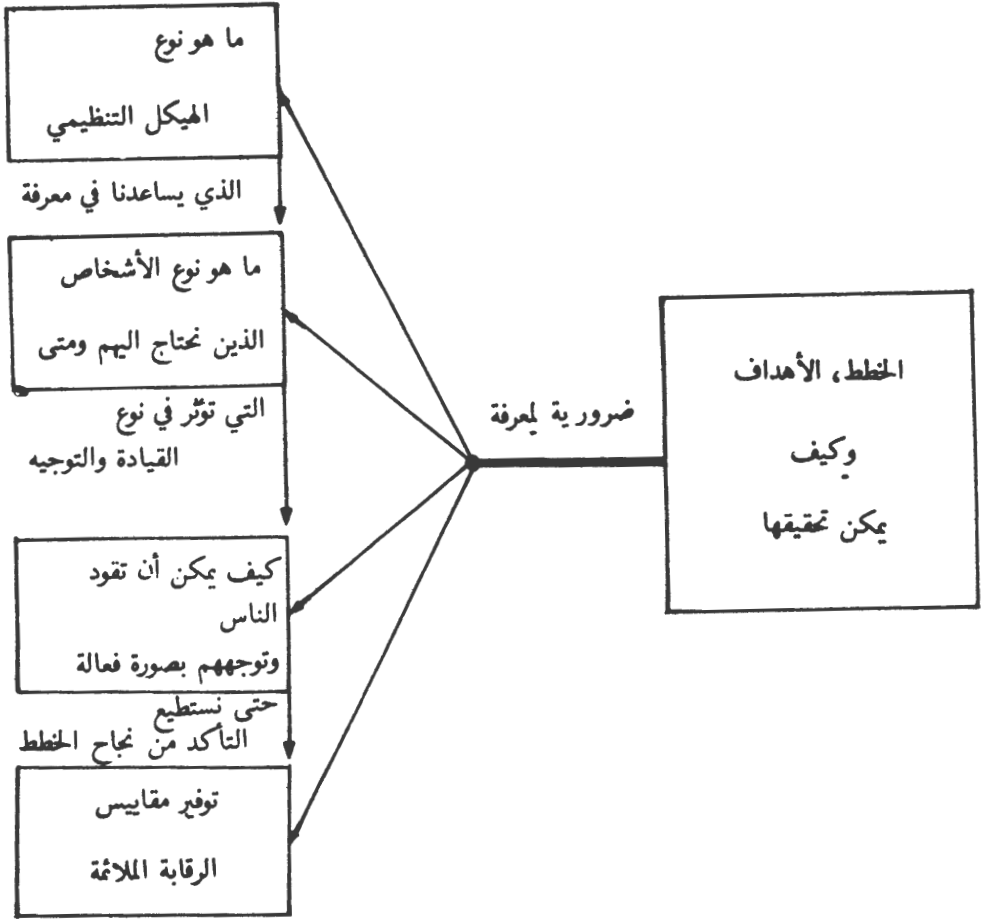 الخطط، الأهداف
وكيف
يمكن تحقيقها
ضرورية لمعرفة
ما هو نوع
الهيكل التنظيمي
الذي يساعدنا في معرفة
ما هو نوع الأشخاص
الذين نحتاج اليهم ومتى
التي تؤثر في نوع
القيادة والتوجيه
كيف يمكن أن تقود
الناس
وتوجههم بصورة فعالة
حتى نستطيع
التأكد من نجاح الخطط
توفير مقاييس
الرقابة الملائمة